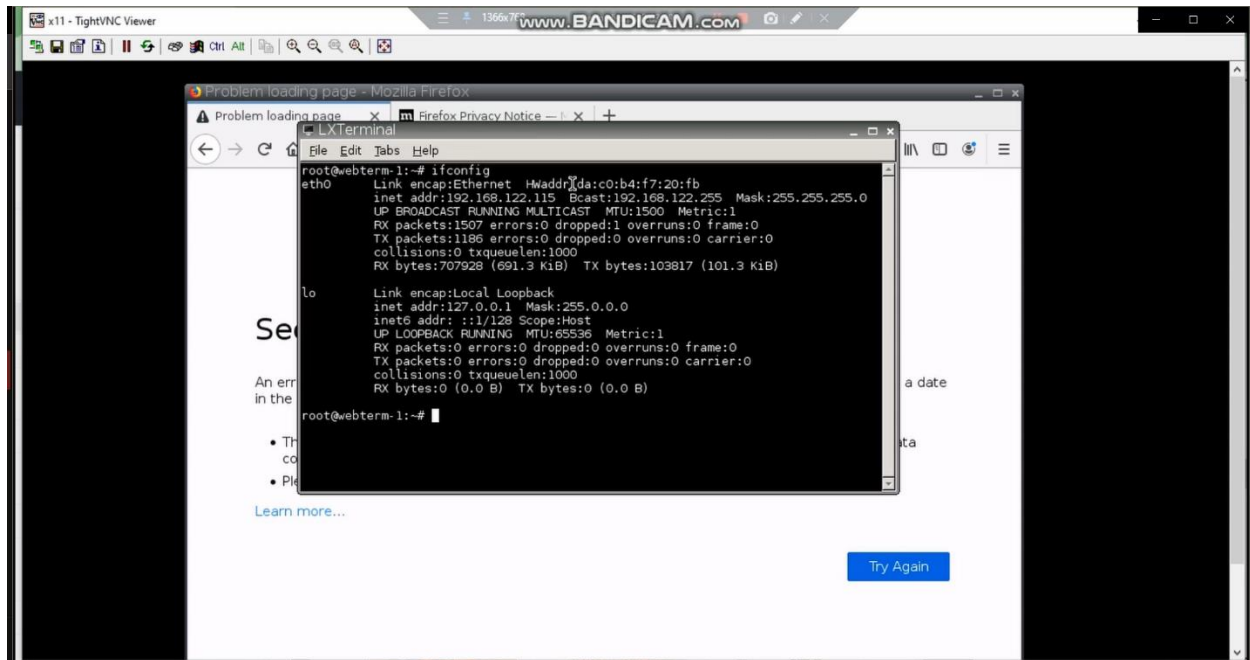 x11 - TightVNC Viewer
www.BANDICAM.com
Ctrl Alt
Problem loading page - Mozilla Firefox
Problem loading page
Firefox Privacy Notice —
LXTerminal
File Edit Tabs Help
root@webterm-1:~# ifconfig
eth0 Link encap:Ethernet HWaddr da:c0:b4:f7:20:fb
inet addr:192.168.122.115 Bcast:192.168.122.255 Mask:255.255.255.0
UP BROADCAST RUNNING MULTICAST MTU:1500 Metric:1
RX packets:1507 errors:0 dropped:1 overruns:0 frame:0
TX packets:1186 errors:0 dropped:0 overruns:0 carrier:0
collisions:0 txqueuelen:1000
RX bytes:707928 (691.3 KiB) TX bytes:103817 (101.3 KiB)
lo Link encap:Local Loopback
inet addr:127.0.0.1 Mask:255.0.0.0
inet6 addr: ::1/128 Scope:Host
UP LOOPBACK RUNNING MTU:65536 Metric:1
RX packets:0 errors:0 dropped:0 overruns:0 frame:0
TX packets:0 errors:0 dropped:0 overruns:0 carrier:0
collisions:0 txqueuelen:1000
RX bytes:0 (0.0 B) TX bytes:0 (0.0 B)
root@webterm-1:~#
An err
a date
in the
Learn more...
Try Again